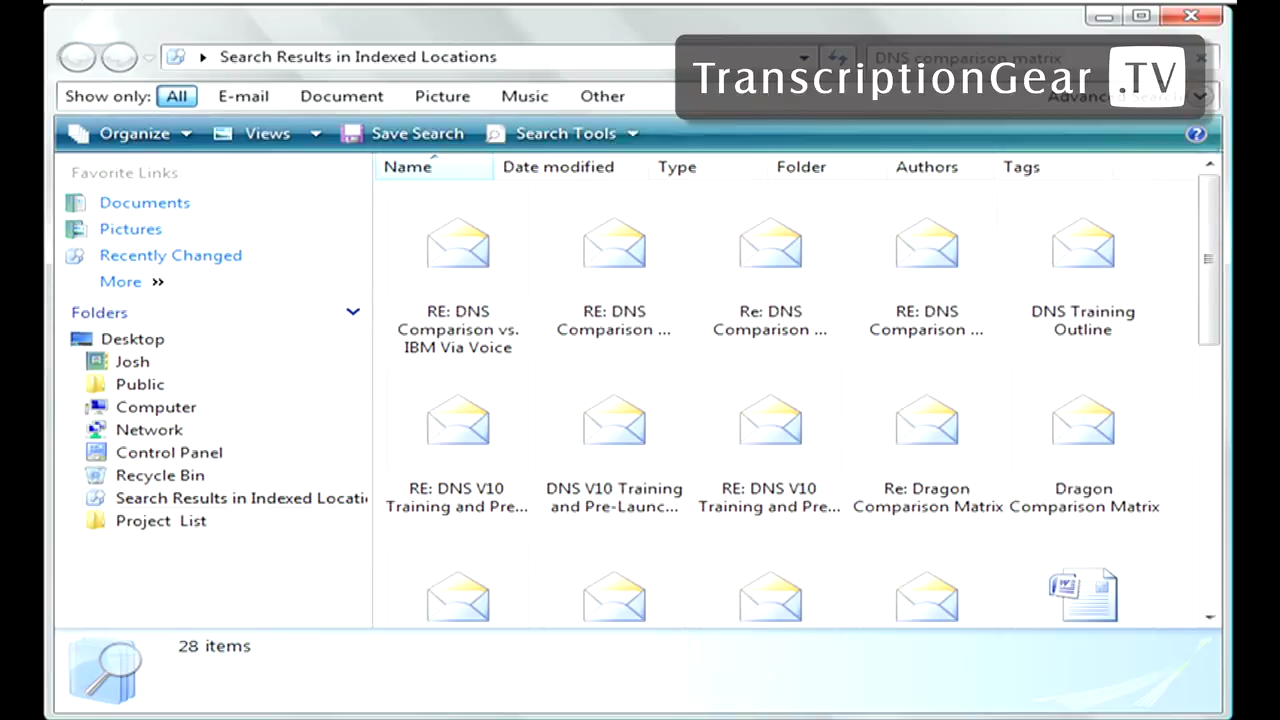 Search Results in Indexed Locations
DNS comparison matrix
TranscriptionGear .TV
Show only: All E-mail Document Picture Music Other
Advanced Search
Organize Views Save Search Search Tools
Favorite Links
Documents
Pictures
Recently Changed
More »
Folders
Desktop
Josh
Public
Computer
Network
Control Panel
Recycle Bin
Search Results in Indexed Locati
Project List
Name Date modified Type Folder Authors Tags
RE: DNS
Comparison vs.
IBM Via Voice
RE: DNS
Comparison ...
Re: DNS
Comparison ...
RE: DNS
Comparison ...
DNS Training
Outline
RE: DNS V10
Training and Pre-...
DNS V10 Training
and Pre-Launc...
RE: DNS V10
Training and Pre-...
Re: Dragon
Comparison Matrix
Dragon
Comparison Matrix
28 items